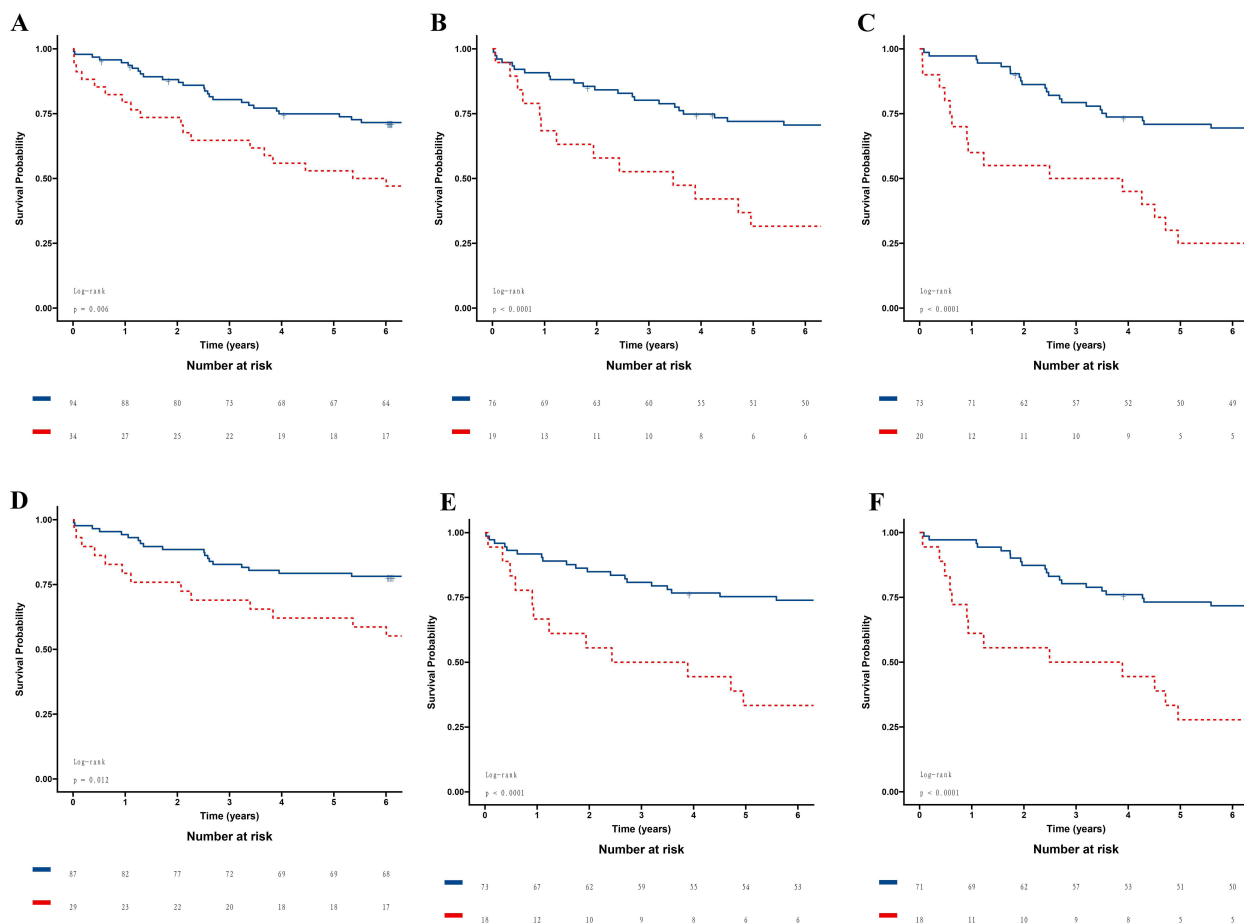 A
Survival Probability
1.00
0.75
0.50
0.25
0.00
Log-rank
p = 0.006
0 1 2 3 4 5 6
Time (years)
Number at risk
94 88 80 73 68 67 64
34 27 25 22 19 18 17
B
Survival Probability
1.00
0.75
0.50
0.25
0.00
Log-rank
p < 0.0001
0 1 2 3 4 5 6
Time (years)
Number at risk
76 69 63 60 55 51 50
19 13 11 10 8 6 6
C
Survival Probability
1.00
0.75
0.50
0.25
0.00
Log-rank
p < 0.0001
0 1 2 3 4 5 6
Time (years)
Number at risk
73 71 62 57 52 50 49
20 12 11 10 9 5 5
D
Survival Probability
1.00
0.75
0.50
0.25
0.00
Log-rank
p = 0.012
0 1 2 3 4 5 6
Time (years)
Number at risk
87 82 77 72 69 69 68
29 23 22 20 18 18 17
E
Survival Probability
1.00
0.75
0.50
0.25
0.00
Log-rank
p < 0.0001
0 1 2 3 4 5 6
Time (years)
Number at risk
73 67 62 59 55 54 53
18 12 10 9 8 6 6
F
Survival Probability
1.00
0.75
0.50
0.25
0.00
Log-rank
p < 0.0001
0 1 2 3 4 5 6
Time (years)
Number at risk
71 69 62 57 53 51 50
18 11 10 9 8 5 5